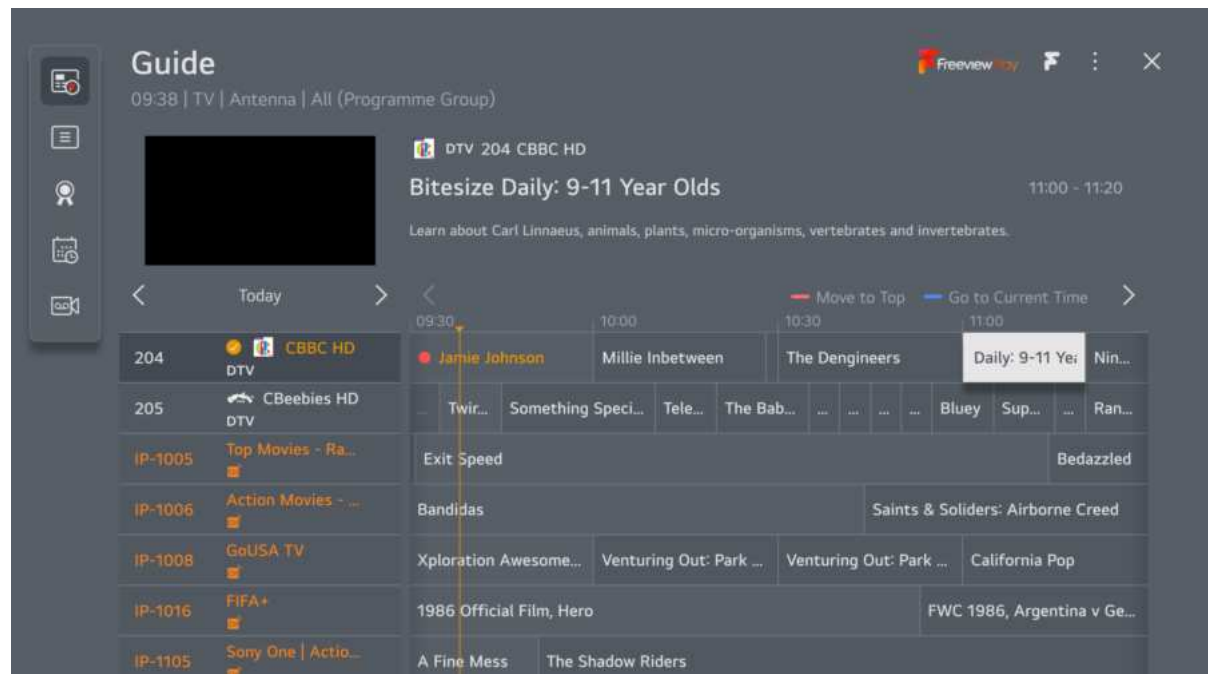 Guide
Freeview Play
09:38 | TV | Antenna | All (Programme Group)
DTV 204 CBBC HD
Bitesize Daily: 9-11 Year Olds
11:00 - 11:20
Learn about Carl Linnaeus, animals, plants, micro-organisms, vertebrates and invertebrates.
Today
Move to Top
Go to Current Time
09:30 10:00 10:30 11:00
204 CBBC HD
DTV
Jamie Johnson Millie Inbetween The Dengineers Daily: 9-11 Yea Nin...
205 CBeebies HD
DTV
... Twir... Something Speci... Tele... The Bab... ... ... ... ... Bluey Sup... ... Ran...
IP-1005 Top Movies - Ra...
Exit Speed Bedazzled
IP-1006 Action Movies - ...
Bandidas Saints & Soliders: Airborne Creed
IP-1008 GoUSA TV
Xploration Awesome... Venturing Out: Park ... Venturing Out: Park ... California Pop
IP-1016 FIFA+
1986 Official Film, Hero FWC 1986, Argentina v Ge...
IP-1105 Sony One | Actio...
A Fine Mess The Shadow Riders